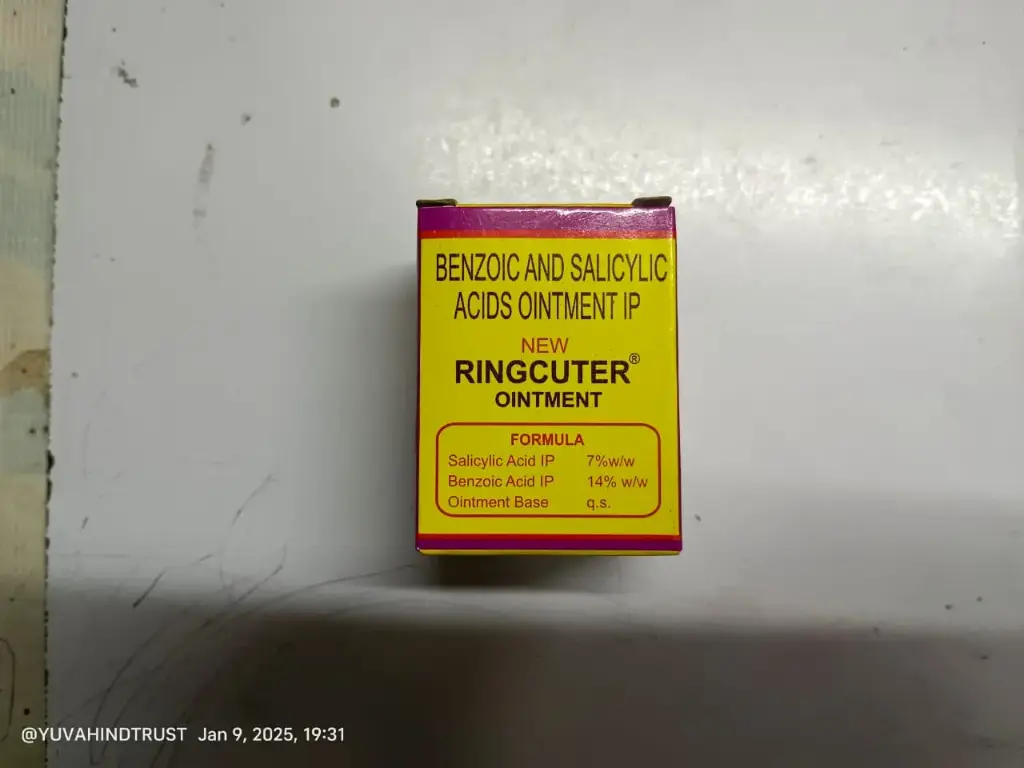 BENZOIC AND SALICYLIC
ACIDS OINTMENT IP
NEW
RINGCUTER®
OINTMENT
FORMULA
Salicylic Acid IP 7%w/w
Benzoic Acid IP 14% w/w
Ointment Base q.s.
@YUVAHINDTRUST Jan 9, 2025, 19:31